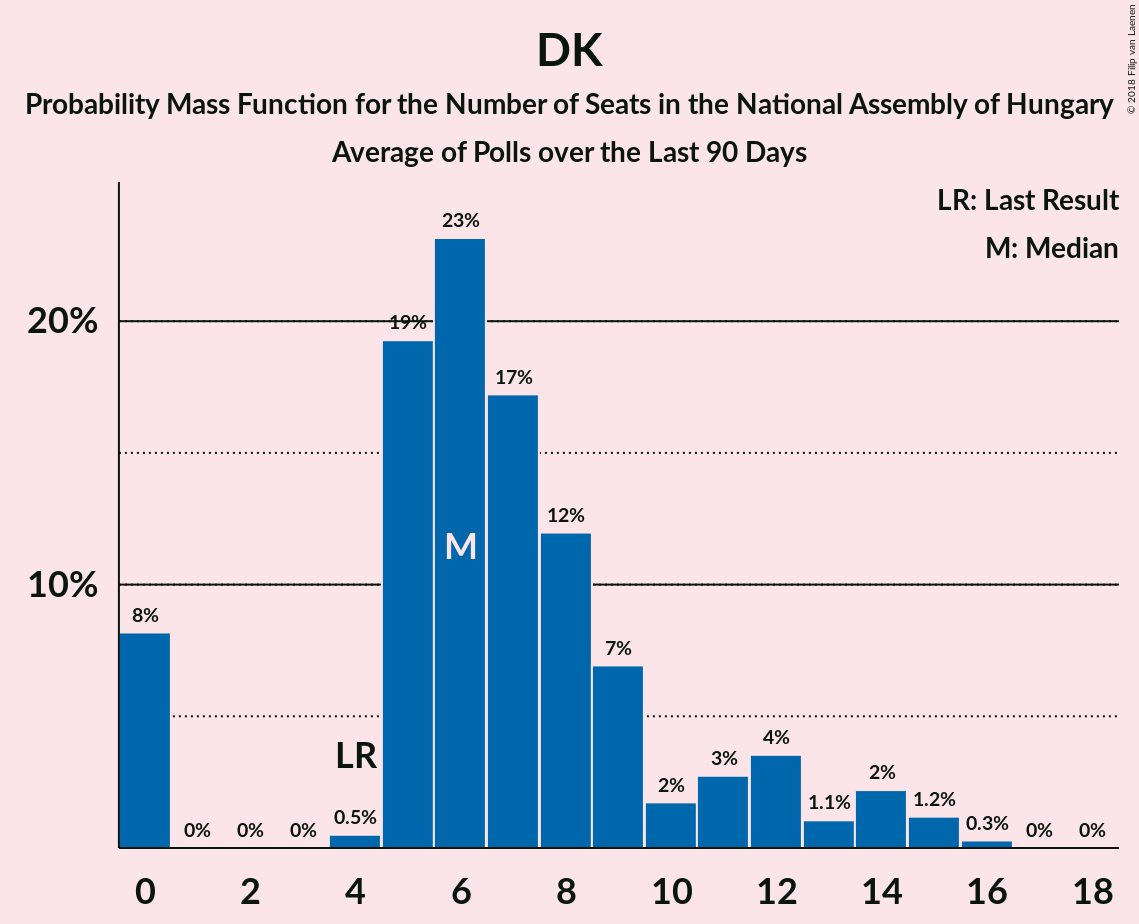 DK
Probability Mass Function for the Number of Seats in the National Assembly of Hungary
Average of Polls over the Last 90 Days
© 2018 Filip van Laenen
LR: Last Result
M: Median
20%
10%
8%
0%
0%
0%
0.5%
19%
23%
17%
12%
7%
2%
3%
4%
1.1%
2%
1.2%
0.3%
0%
0%
LR
M
0 2 4 6 8 10 12 14 16 18